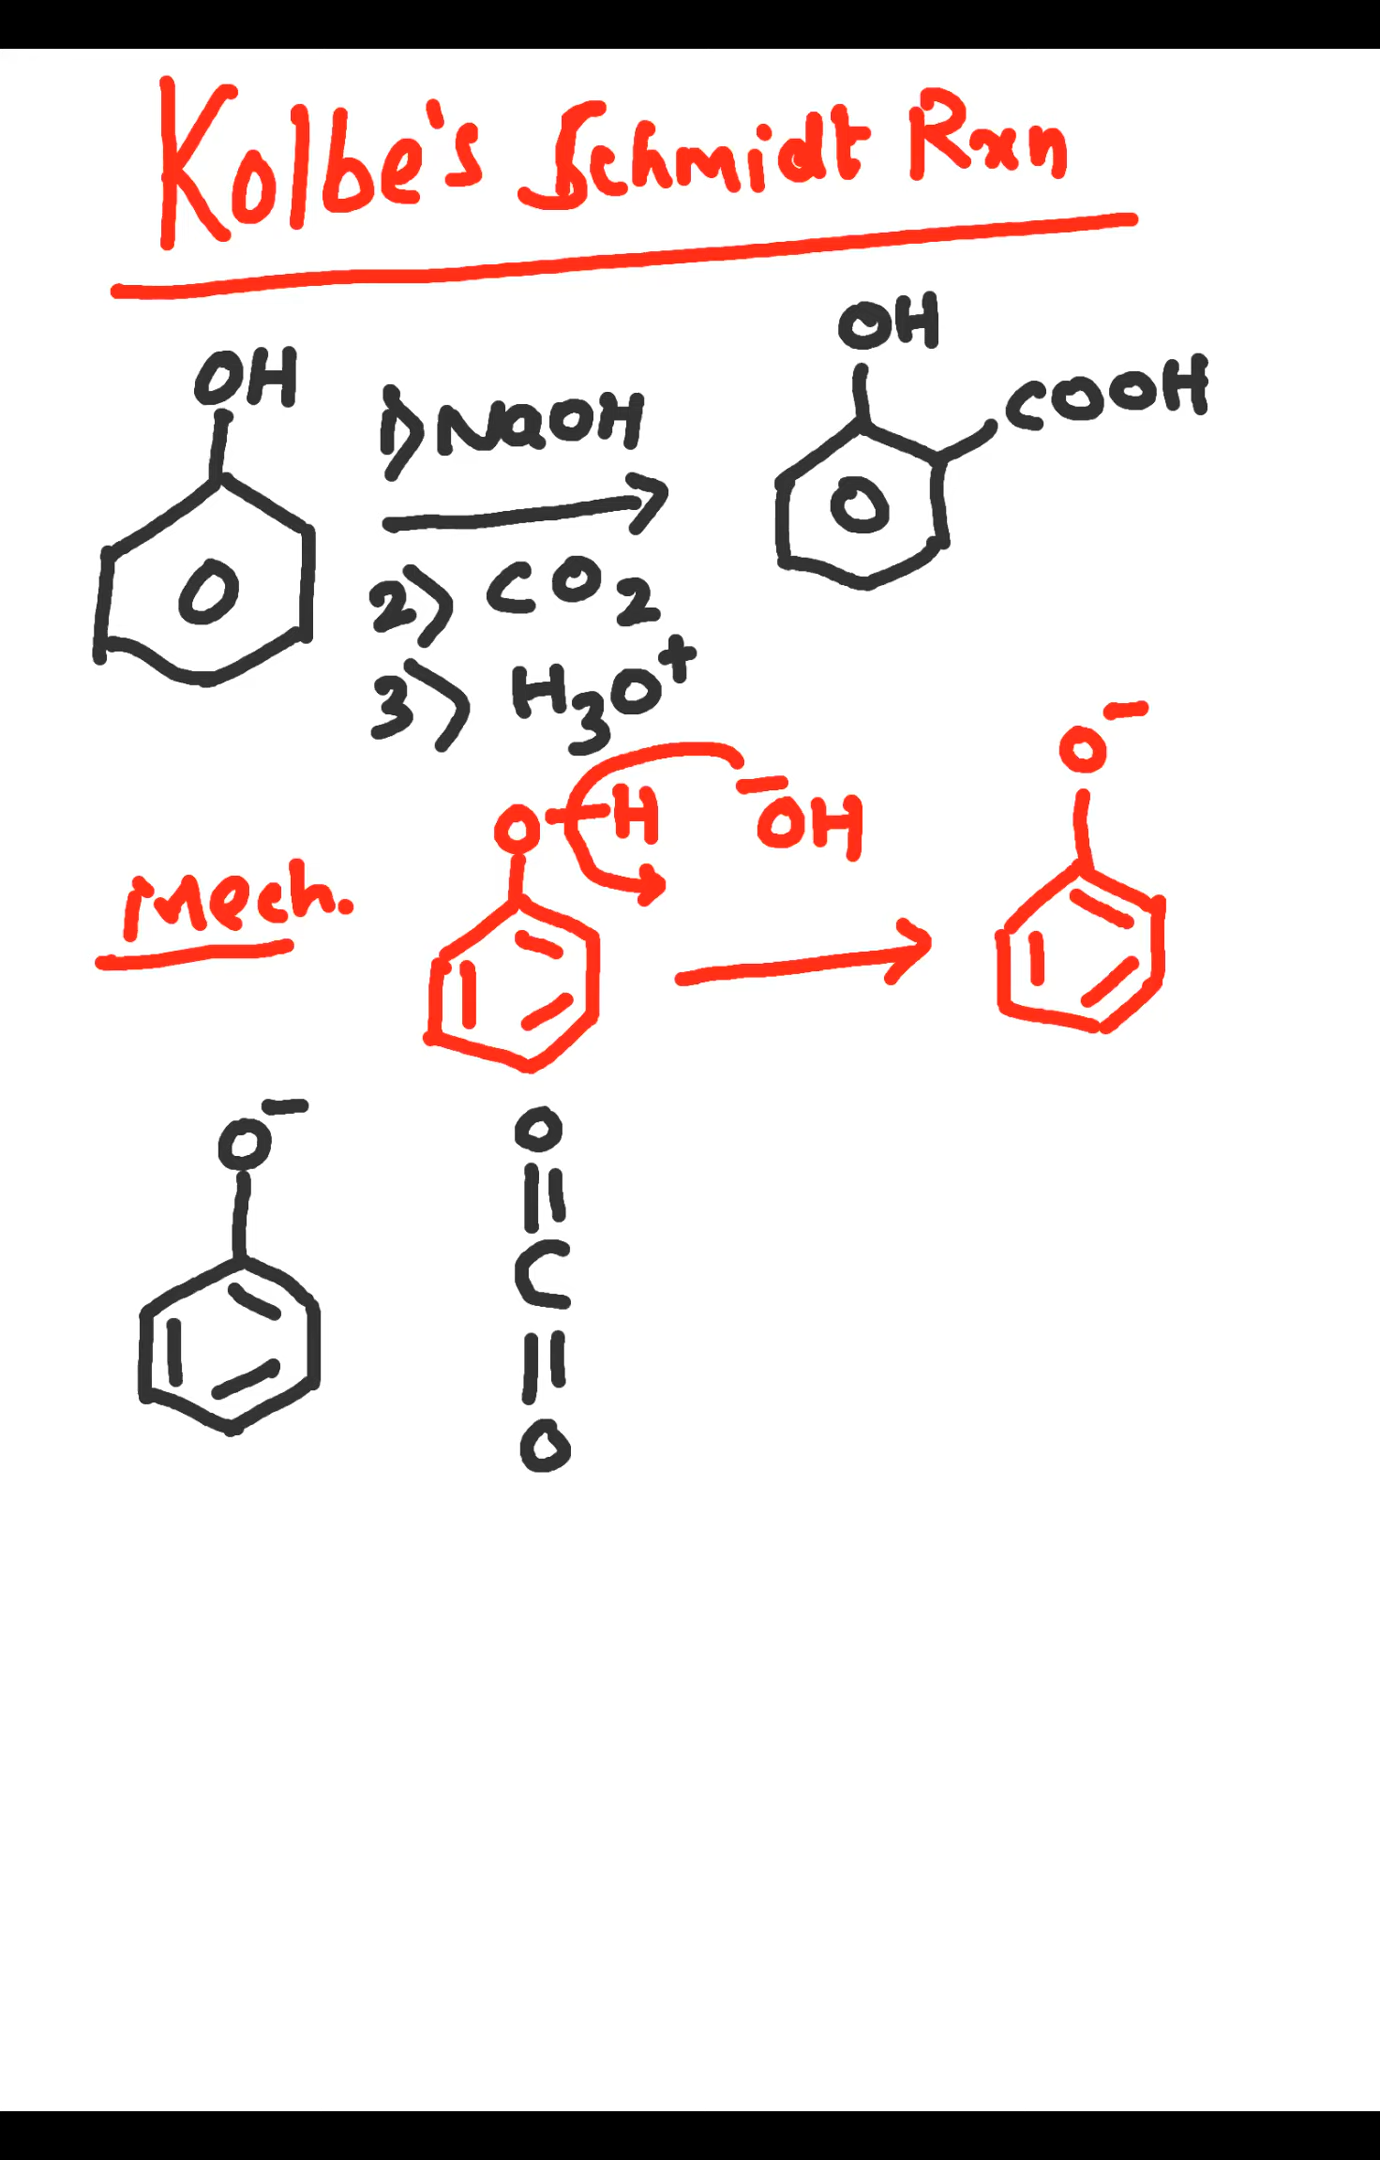 Kolbe's Schmidt Rxn
OH
1) NaOH
2) CO2
3) H3O+
OH
COOH
Mech.
O-H
-OH
O-
O-
O
C
O